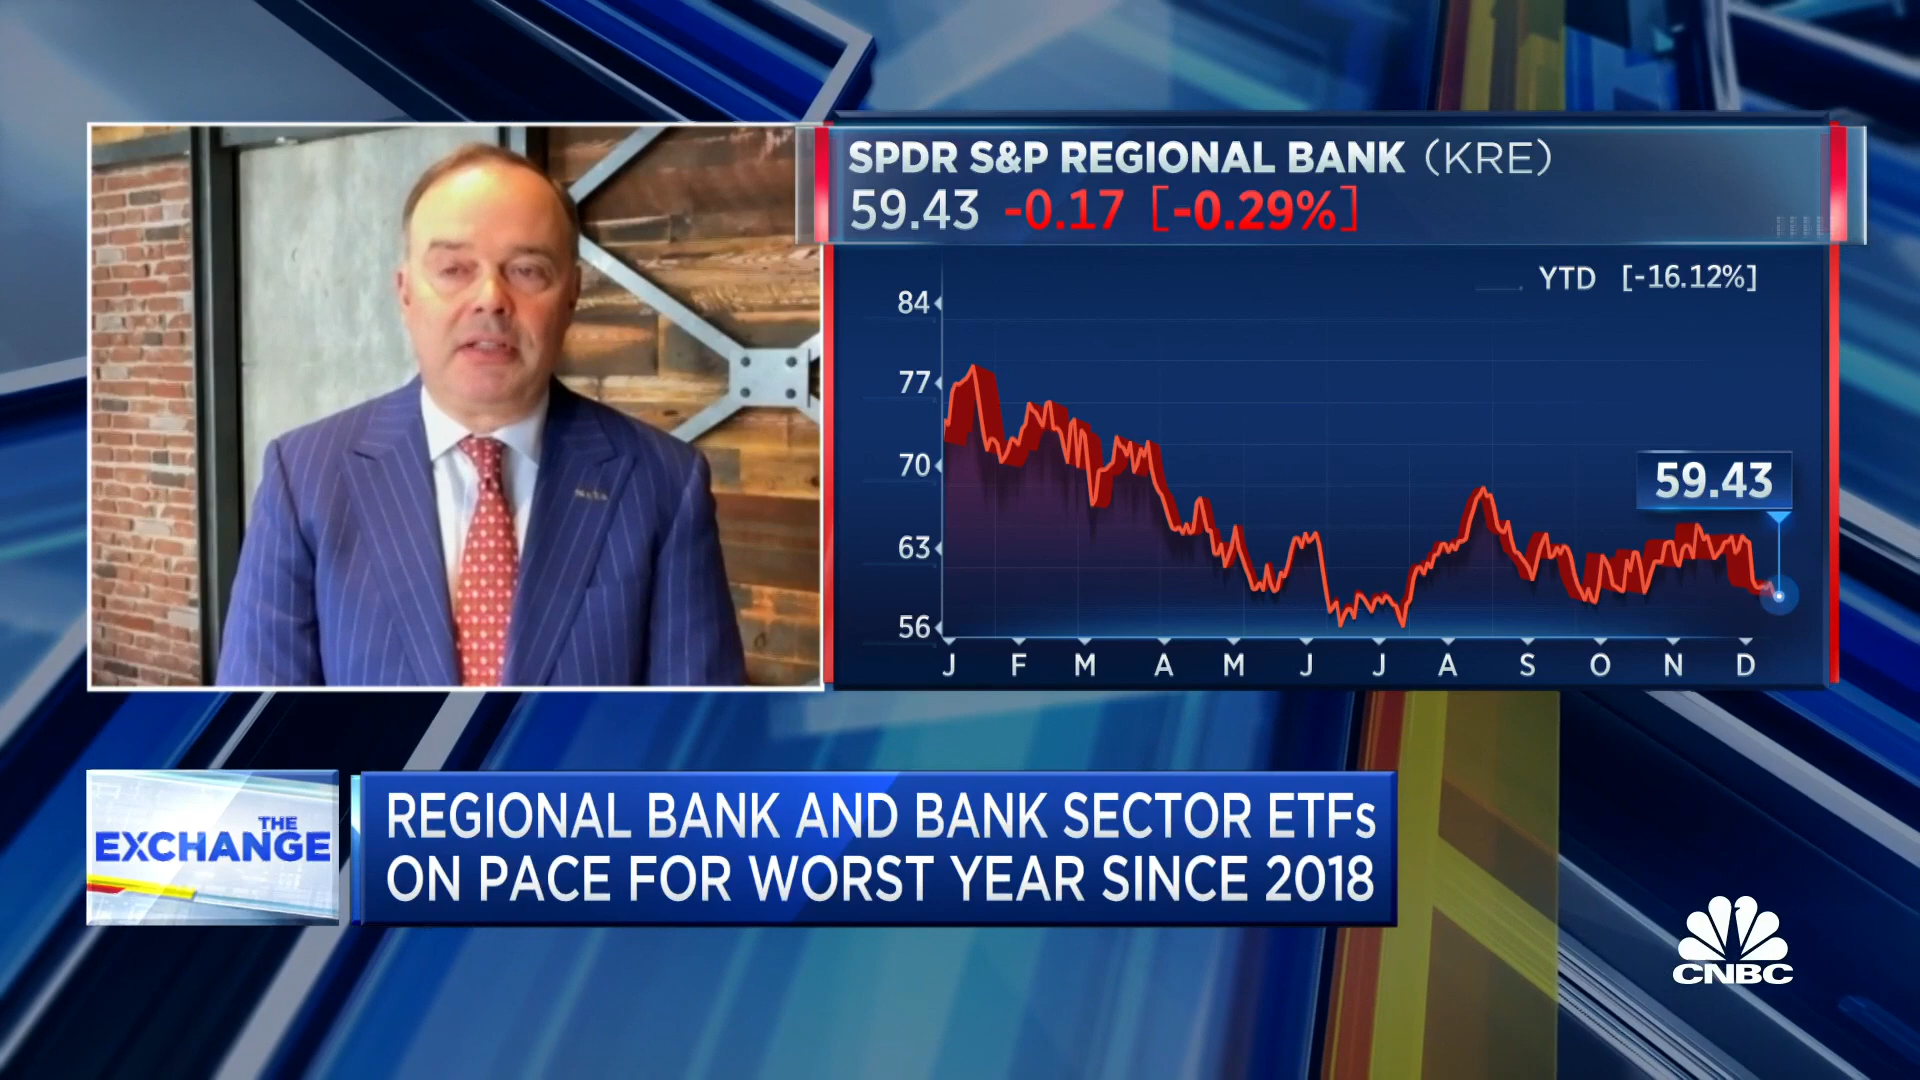 SPDR S&P REGIONAL BANK (KRE)
59.43 -0.17 [-0.29%]
YTD [-16.12%]
84
77
70
63
56
59.43
J F M A M J J A S O N D
THE
EXCHANGE
REGIONAL BANK AND BANK SECTOR ETFs
ON PACE FOR WORST YEAR SINCE 2018
CNBC